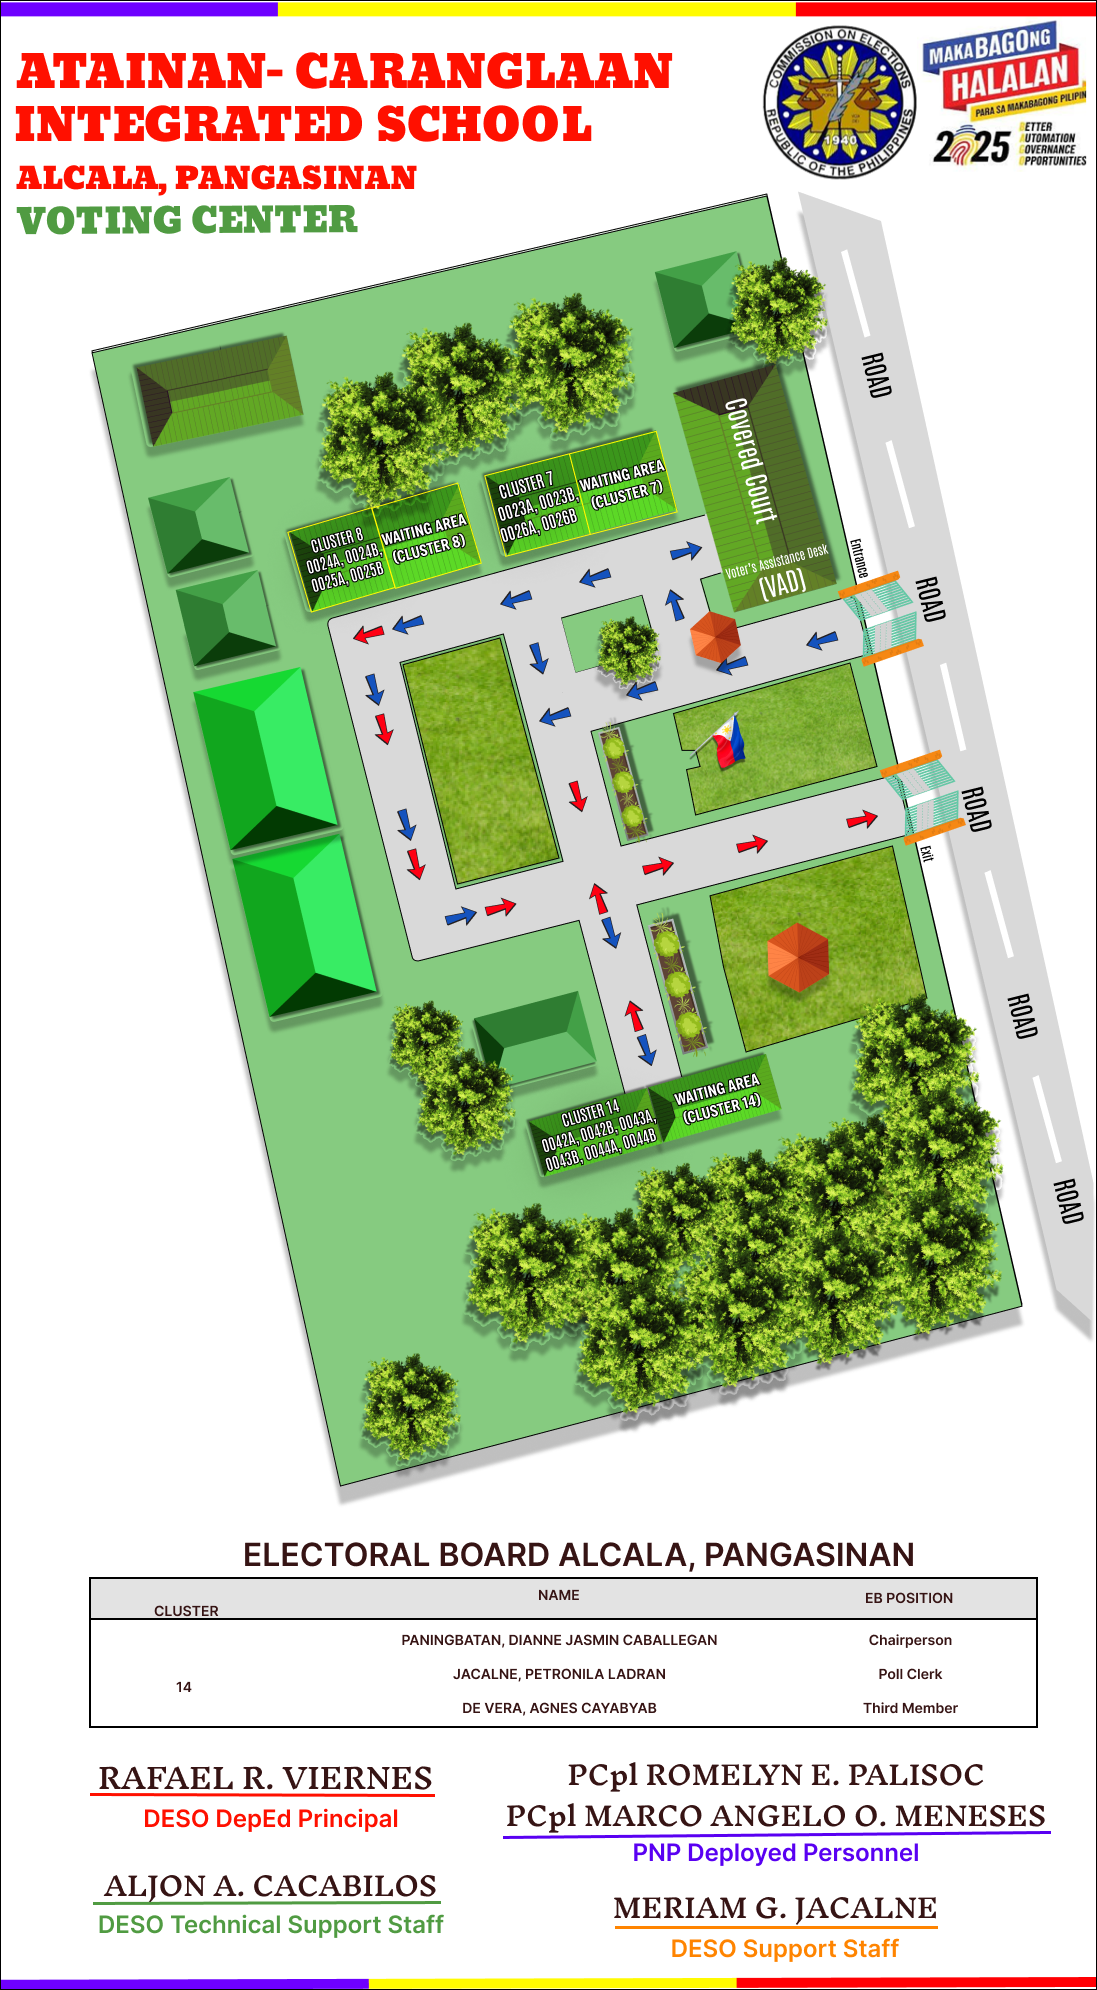 ATAINAN- CARANGLAAN
INTEGRATED SCHOOL
ALCALA, PANGASINAN
VOTING CENTER
COMMISSION ON ELECTIONS
1940
REPUBLIC OF THE PHILIPPINES
MAKABAGONG
HALALAN
PARA SA MAKABAGONG PILIPIN
2025
BETTER
AUTOMATION
GOVERNANCE
OPPORTUNITIES
ROAD
Covered Court
CLUSTER 7
0023A, 0023B,
0026A, 0026B
WAITING AREA
(CLUSTER 7)
CLUSTER 8
0024A, 0024B,
0025A, 0025B
WAITING AREA
(CLUSTER 8)
Voter's Assistance Desk
(VAD)
Entrance
ROAD
ROAD
Exit
ROAD
CLUSTER 14
0042A, 0042B, 0043A,
0043B, 0044A, 0044B
WAITING AREA
(CLUSTER 14)
ROAD
ELECTORAL BOARD ALCALA, PANGASINAN
CLUSTER NAME EB POSITION
PANINGBATAN, DIANNE JASMIN CABALLEGAN Chairperson
14 JACALNE, PETRONILA LADRAN Poll Clerk
DE VERA, AGNES CAYABYAB Third Member
RAFAEL R. VIERNES
DESO DepEd Principal
PCpl ROMELYN E. PALISOC
PCpl MARCO ANGELO O. MENESES
PNP Deployed Personnel
ALJON A. CACABILOS
DESO Technical Support Staff
MERIAM G. JACALNE
DESO Support Staff